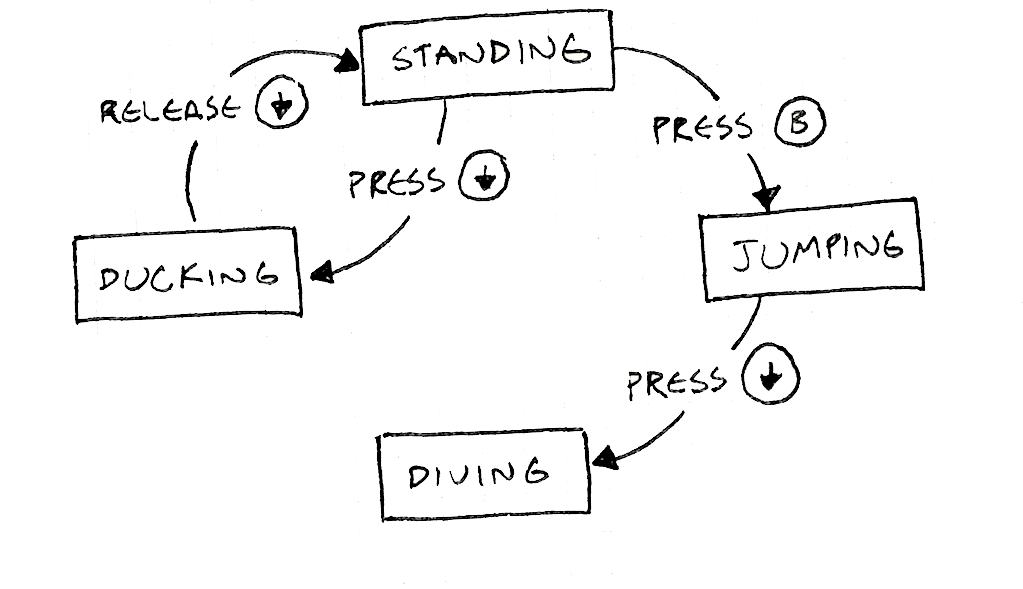 STANDING
RELEASE ↓
PRESS B
PRESS ↓
DUCKING
JUMPING
PRESS ↓
DIVING